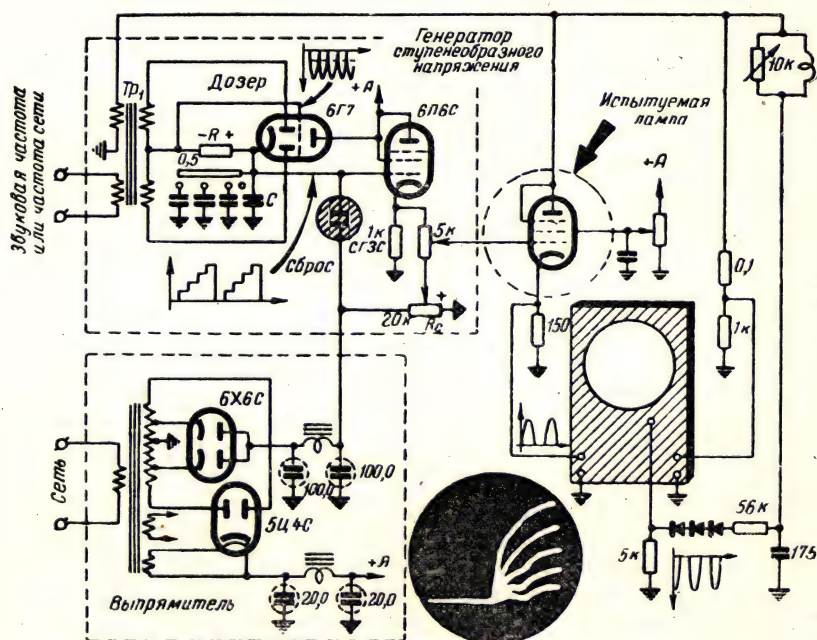 Генератор
ступенеобразного
напряжения
Дозер
Тр₁
6Г7
+А
6П6С
-R +
0,5
С
1к
5к
СГ3С
Сброс
20к
+
Rc
Звуковая частота
или частота сети
Испытуемая
лампа
+А
10к
150
0,1
1к
6Х6С
100,0
100,0
Сеть
5Ц4С
+А
20,0
20,0
Выпрямитель
56к
5к
175